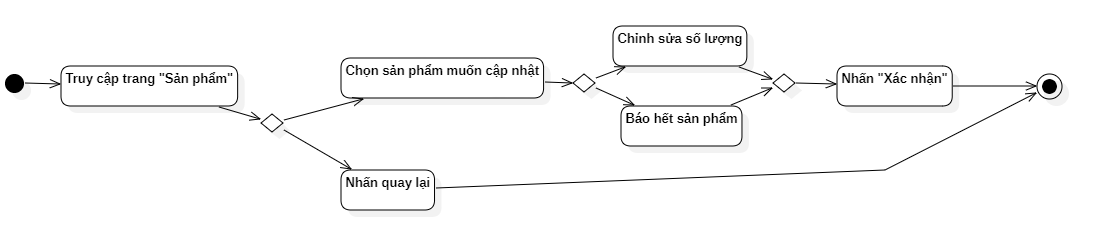 Truy cập trang "Sản phẩm"
Chọn sản phẩm muốn cập nhật
Chỉnh sửa số lượng
Báo hết sản phẩm
Nhấn "Xác nhận"
Nhấn quay lại